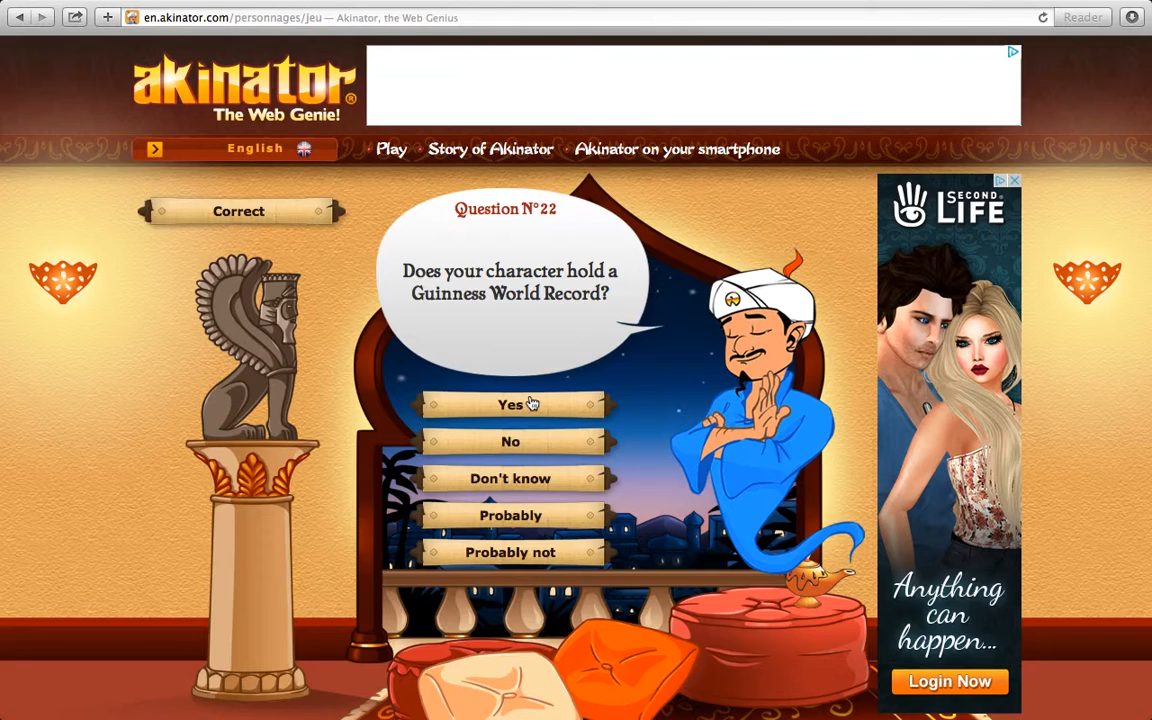 en.akinator.com/personnages/jeu — Akinator, the Web Genius
Reader
akinator®
The Web Genie!
English
Play
Story of Akinator
Akinator on your smartphone
Correct
Question N°22
Does your character hold a
Guinness World Record?
Yes
No
Don't know
Probably
Probably not
SECOND
LIFE
Anything
can
happen...
Login Now